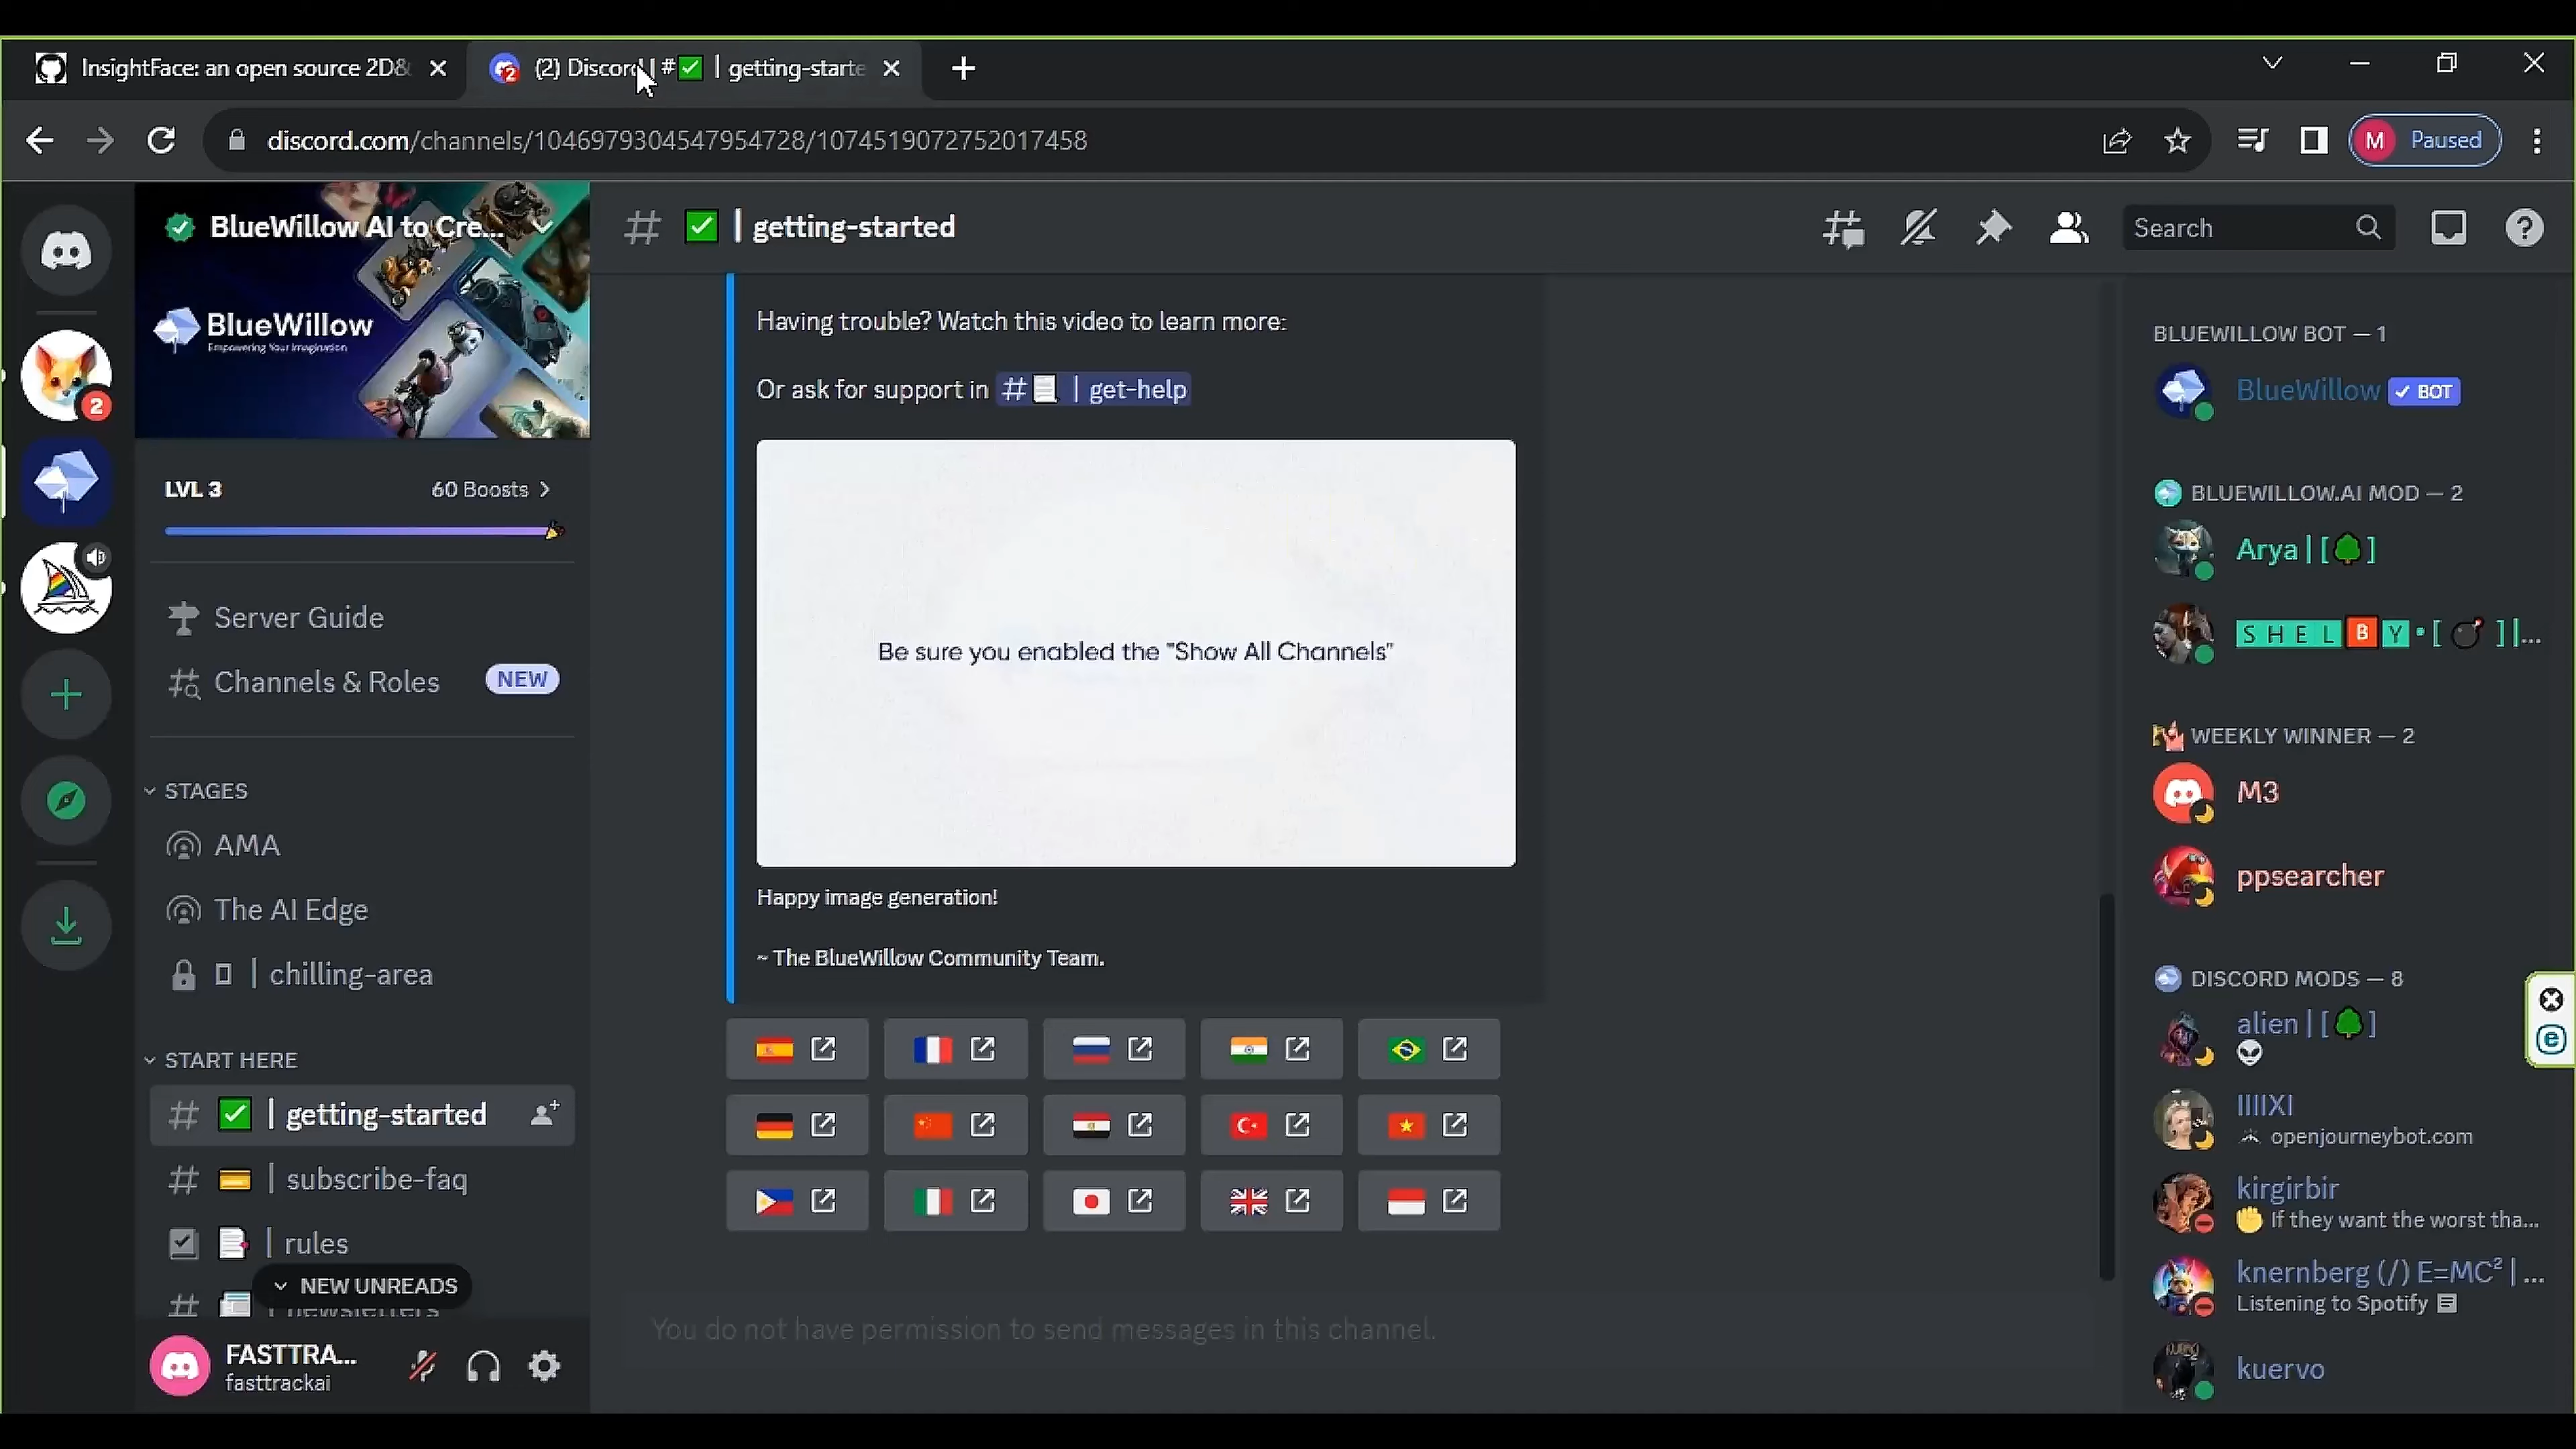 InsightFace: an open source 2D&
(2) Discord | #✅ | getting-starte
discord.com/channels/1046979304547954728/1074519072752017458
M Paused
BlueWillow AI to Cre...
BlueWillow
Empowering Your Imagination
LVL 3
60 Boosts
Server Guide
Channels & Roles
NEW
STAGES
AMA
The AI Edge
| chilling-area
START HERE
# ✅ | getting-started
# | subscribe-faq
| rules
NEW UNREADS
# | newsletters
FASTTRA...
fasttrackai
2
# ✅ | getting-started
Search
Having trouble? Watch this video to learn more:
Or ask for support in # | get-help
Be sure you enabled the "Show All Channels"
Happy image generation!
~ The BlueWillow Community Team.
You do not have permission to send messages in this channel.
BLUEWILLOW BOT — 1
BlueWillow ✓ BOT
BLUEWILLOW.AI MOD — 2
Arya | [🌳]
S H E L B Y • [ 💣 ] |...
WEEKLY WINNER — 2
M3
ppsearcher
DISCORD MODS — 8
alien | [🌳]
👽
IIIIXI
openjourneybot.com
kirgirbir
✊ If they want the worst tha...
knernberg (/) E=MC² | ...
Listening to Spotify
kuervo